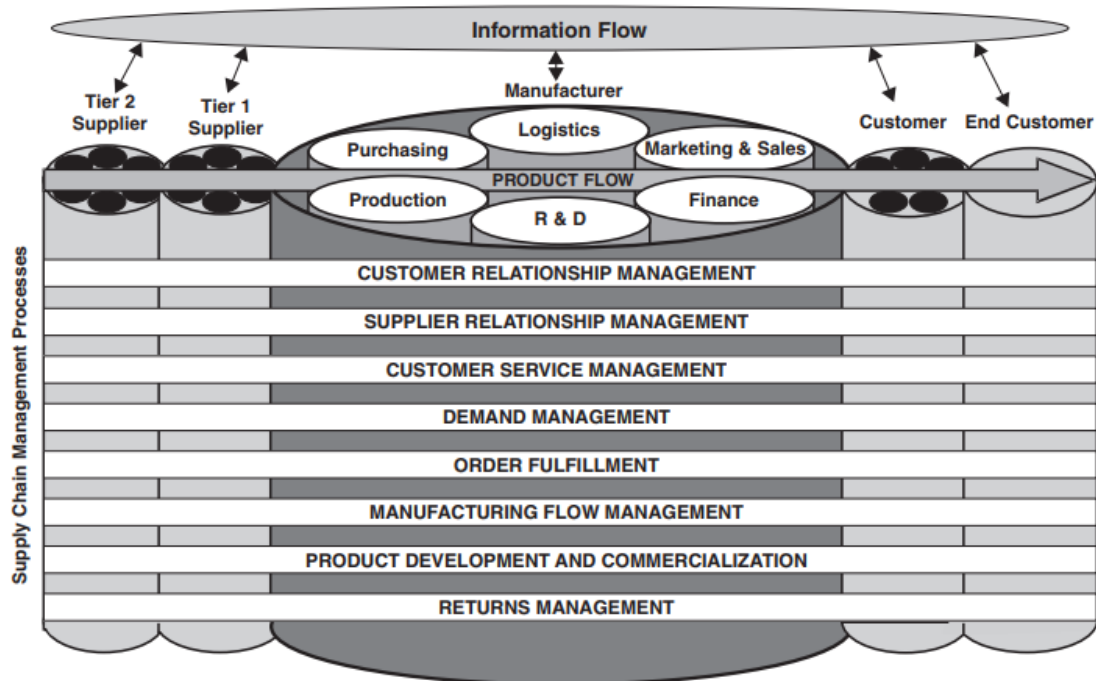 Information Flow
Tier 2
Supplier
Tier 1
Supplier
Manufacturer
Customer
End Customer
Logistics
Purchasing
Marketing & Sales
PRODUCT FLOW
Production
R & D
Finance
Supply Chain Management Processes
CUSTOMER RELATIONSHIP MANAGEMENT
SUPPLIER RELATIONSHIP MANAGEMENT
CUSTOMER SERVICE MANAGEMENT
DEMAND MANAGEMENT
ORDER FULFILLMENT
MANUFACTURING FLOW MANAGEMENT
PRODUCT DEVELOPMENT AND COMMERCIALIZATION
RETURNS MANAGEMENT